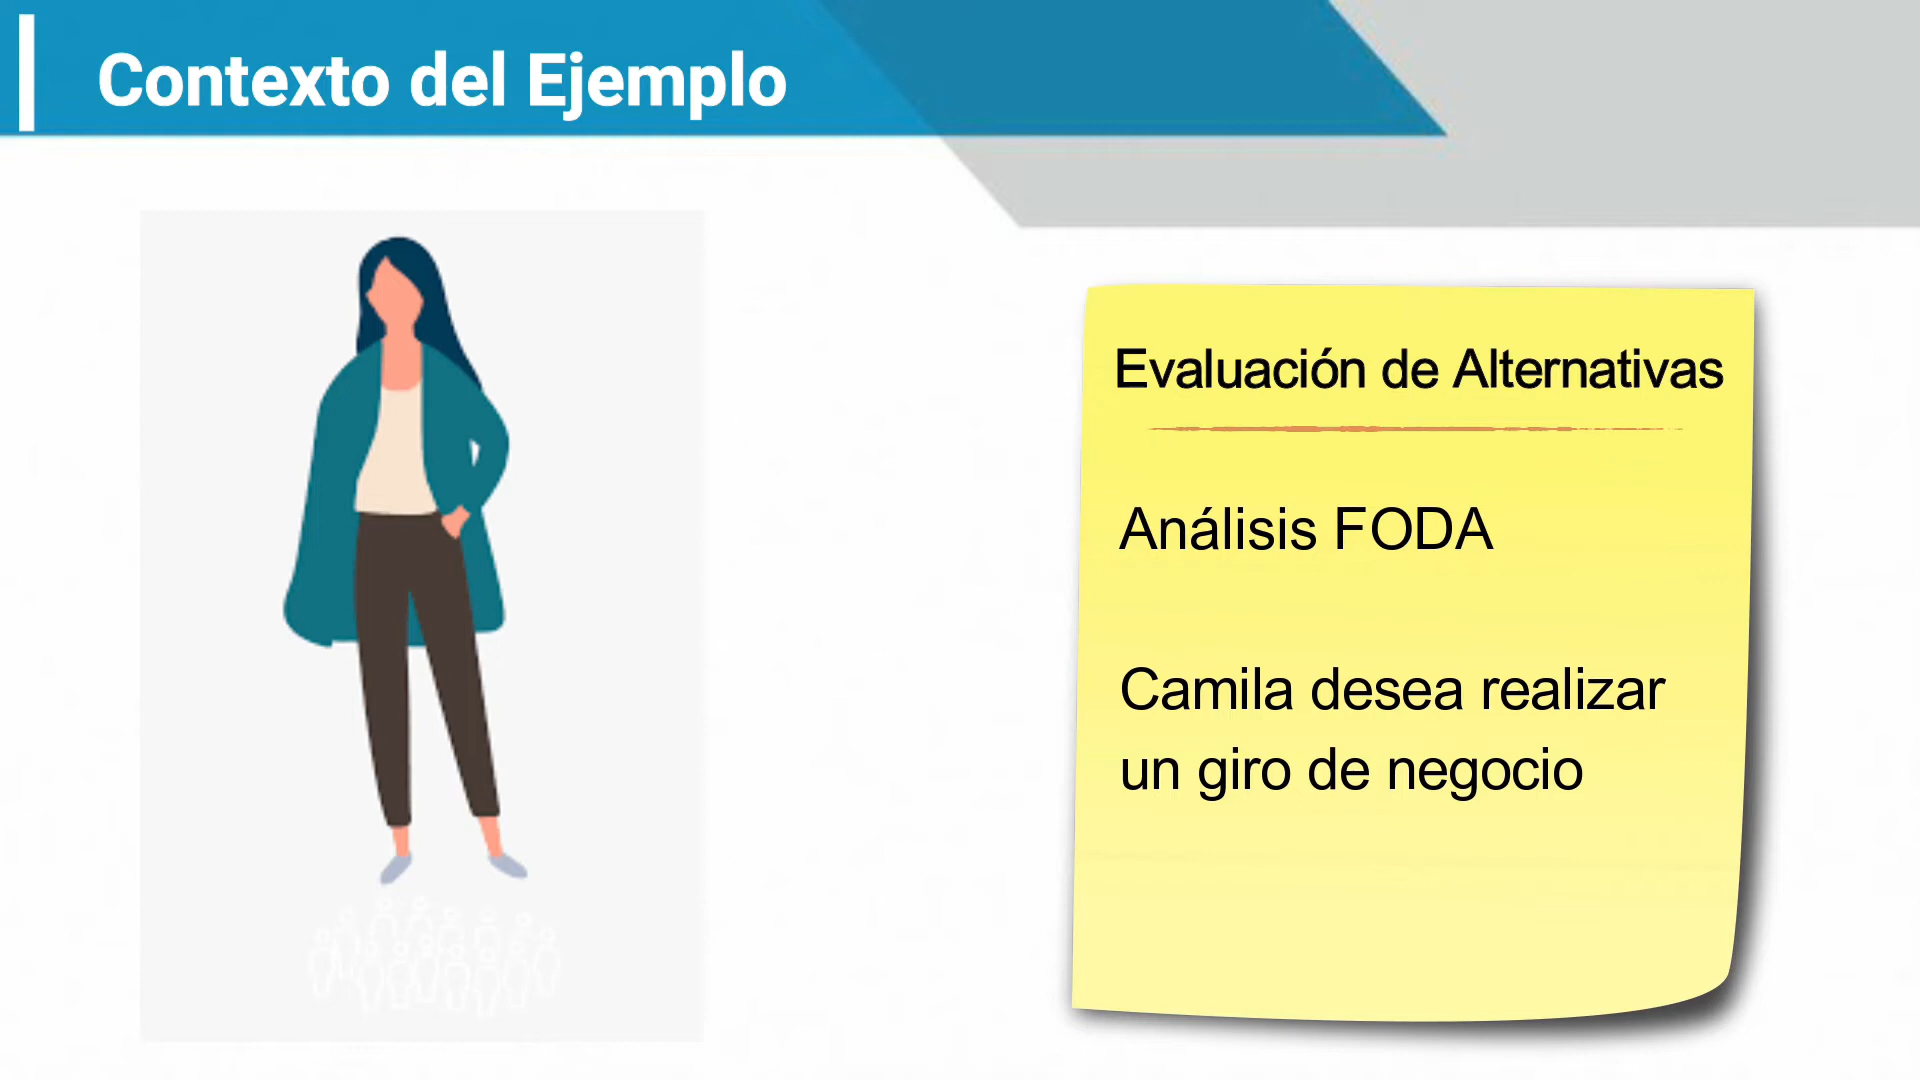 Contexto del Ejemplo
Evaluación de Alternativas
Análisis FODA
Camila desea realizar
un giro de negocio